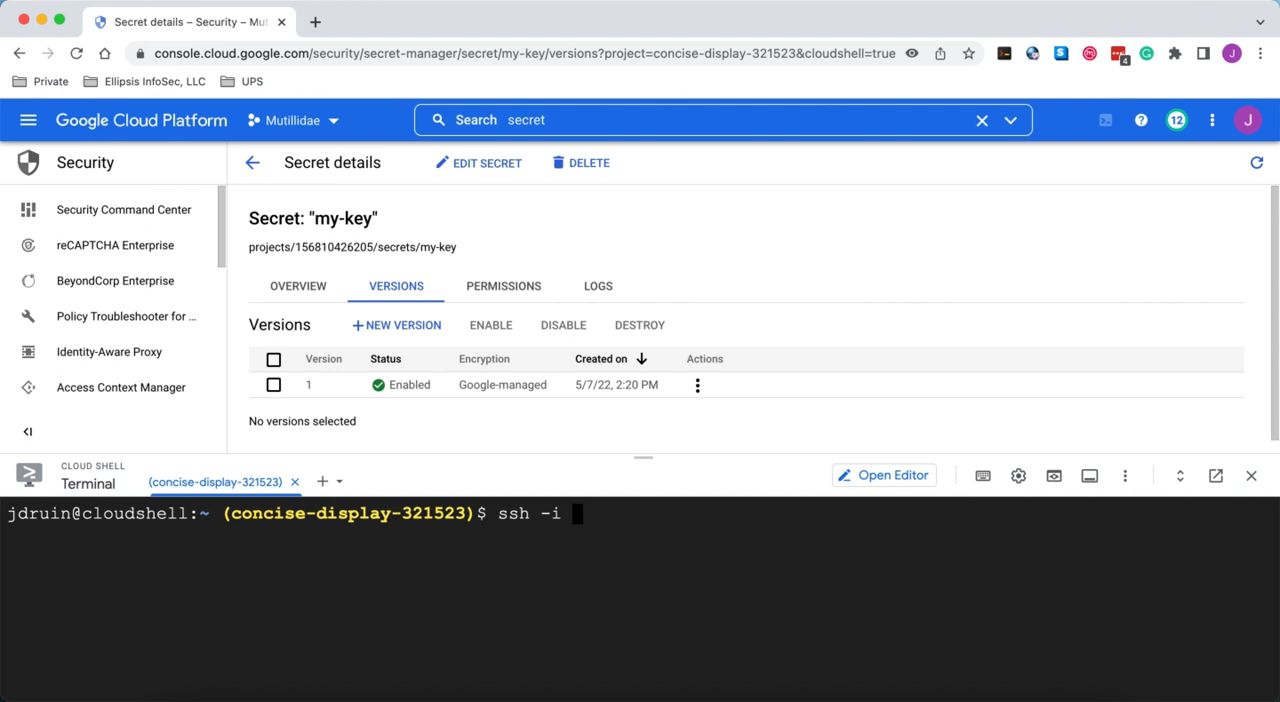 Secret details – Security – Mut
console.cloud.google.com/security/secret-manager/secret/my-key/versions?project=concise-display-321523&cloudshell=true
4
J
Private
Ellipsis InfoSec, LLC
UPS
Google Cloud Platform
Mutillidae
Search secret
12
J
Security
Secret details
EDIT SECRET
DELETE
Security Command Center
reCAPTCHA Enterprise
BeyondCorp Enterprise
Policy Troubleshooter for ...
Identity-Aware Proxy
Access Context Manager
Secret: "my-key"
projects/156810426205/secrets/my-key
OVERVIEW VERSIONS PERMISSIONS LOGS
Versions + NEW VERSION ENABLE DISABLE DESTROY
Version Status Encryption Created on Actions
1 Enabled Google-managed 5/7/22, 2:20 PM
No versions selected
CLOUD SHELL
Terminal
(concise-display-321523)
Open Editor
jdruin@cloudshell:~ (concise-display-321523)$ ssh -i